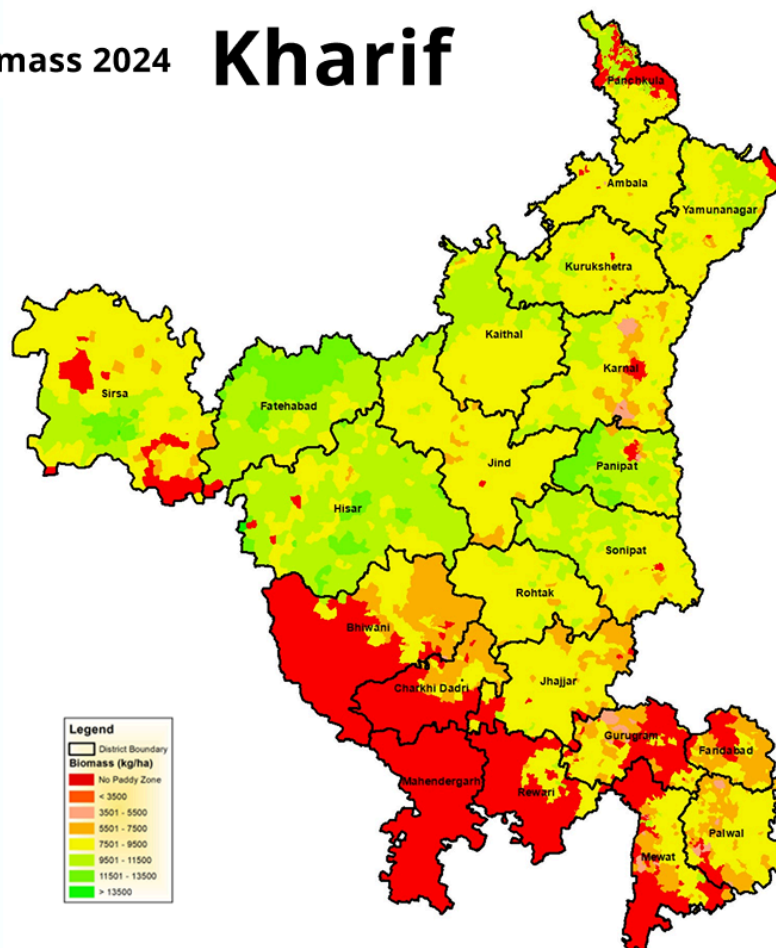 mass 2024 Kharif
Panchkula
Ambala
Yamunanagar
Kurukshetra
Kaithal
Karnal
Sirsa
Fatehabad
Jind
Panipat
Hisar
Sonipat
Rohtak
Bhiwani
Charkhi Dadri
Jhajjar
Gurugram
Faridabad
Mahendergarh
Rewari
Palwal
Mewat
Legend
District Boundary
Biomass (kg/ha)
No Paddy Zone
< 3500
3501 - 5500
5501 - 7500
7501 - 9500
9501 - 11500
11501 - 13500
> 13500